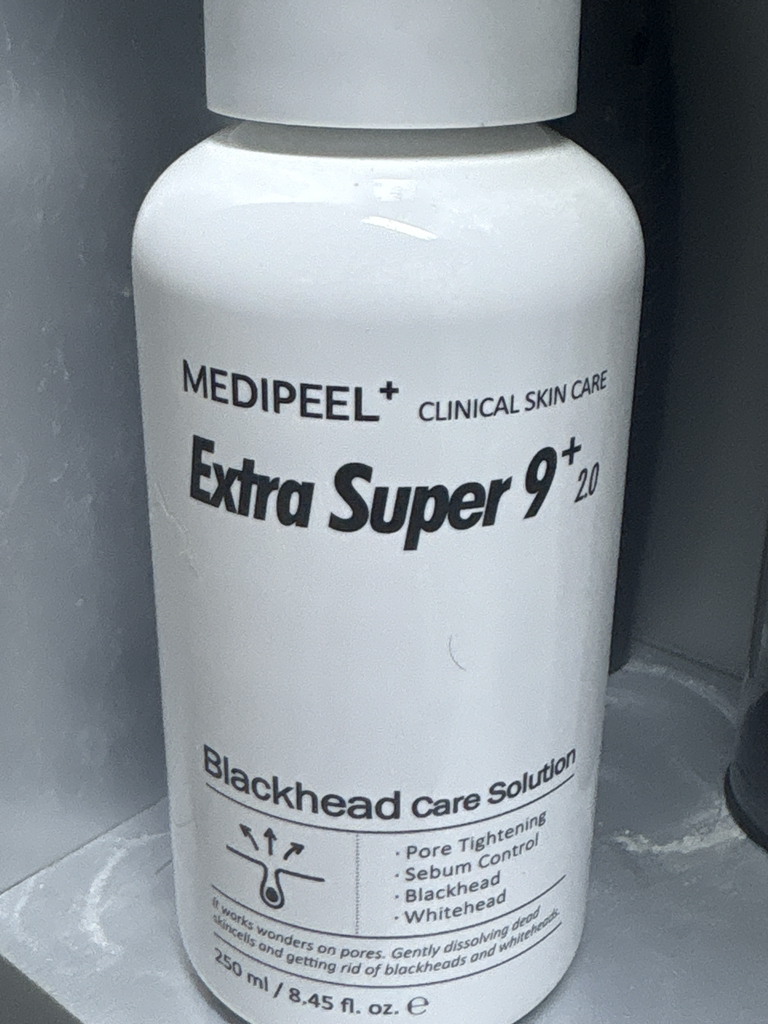 MEDIPEEL+ CLINICAL SKIN CARE
Extra Super 9+ 2.0
Blackhead Care Solution
· Pore Tightening
· Sebum Control
· Blackhead
· Whitehead
It works wonders on pores. Gently dissolving dead
skincells and getting rid of blackheads and whiteheads.
250 ml / 8.45 fl. oz. ℮